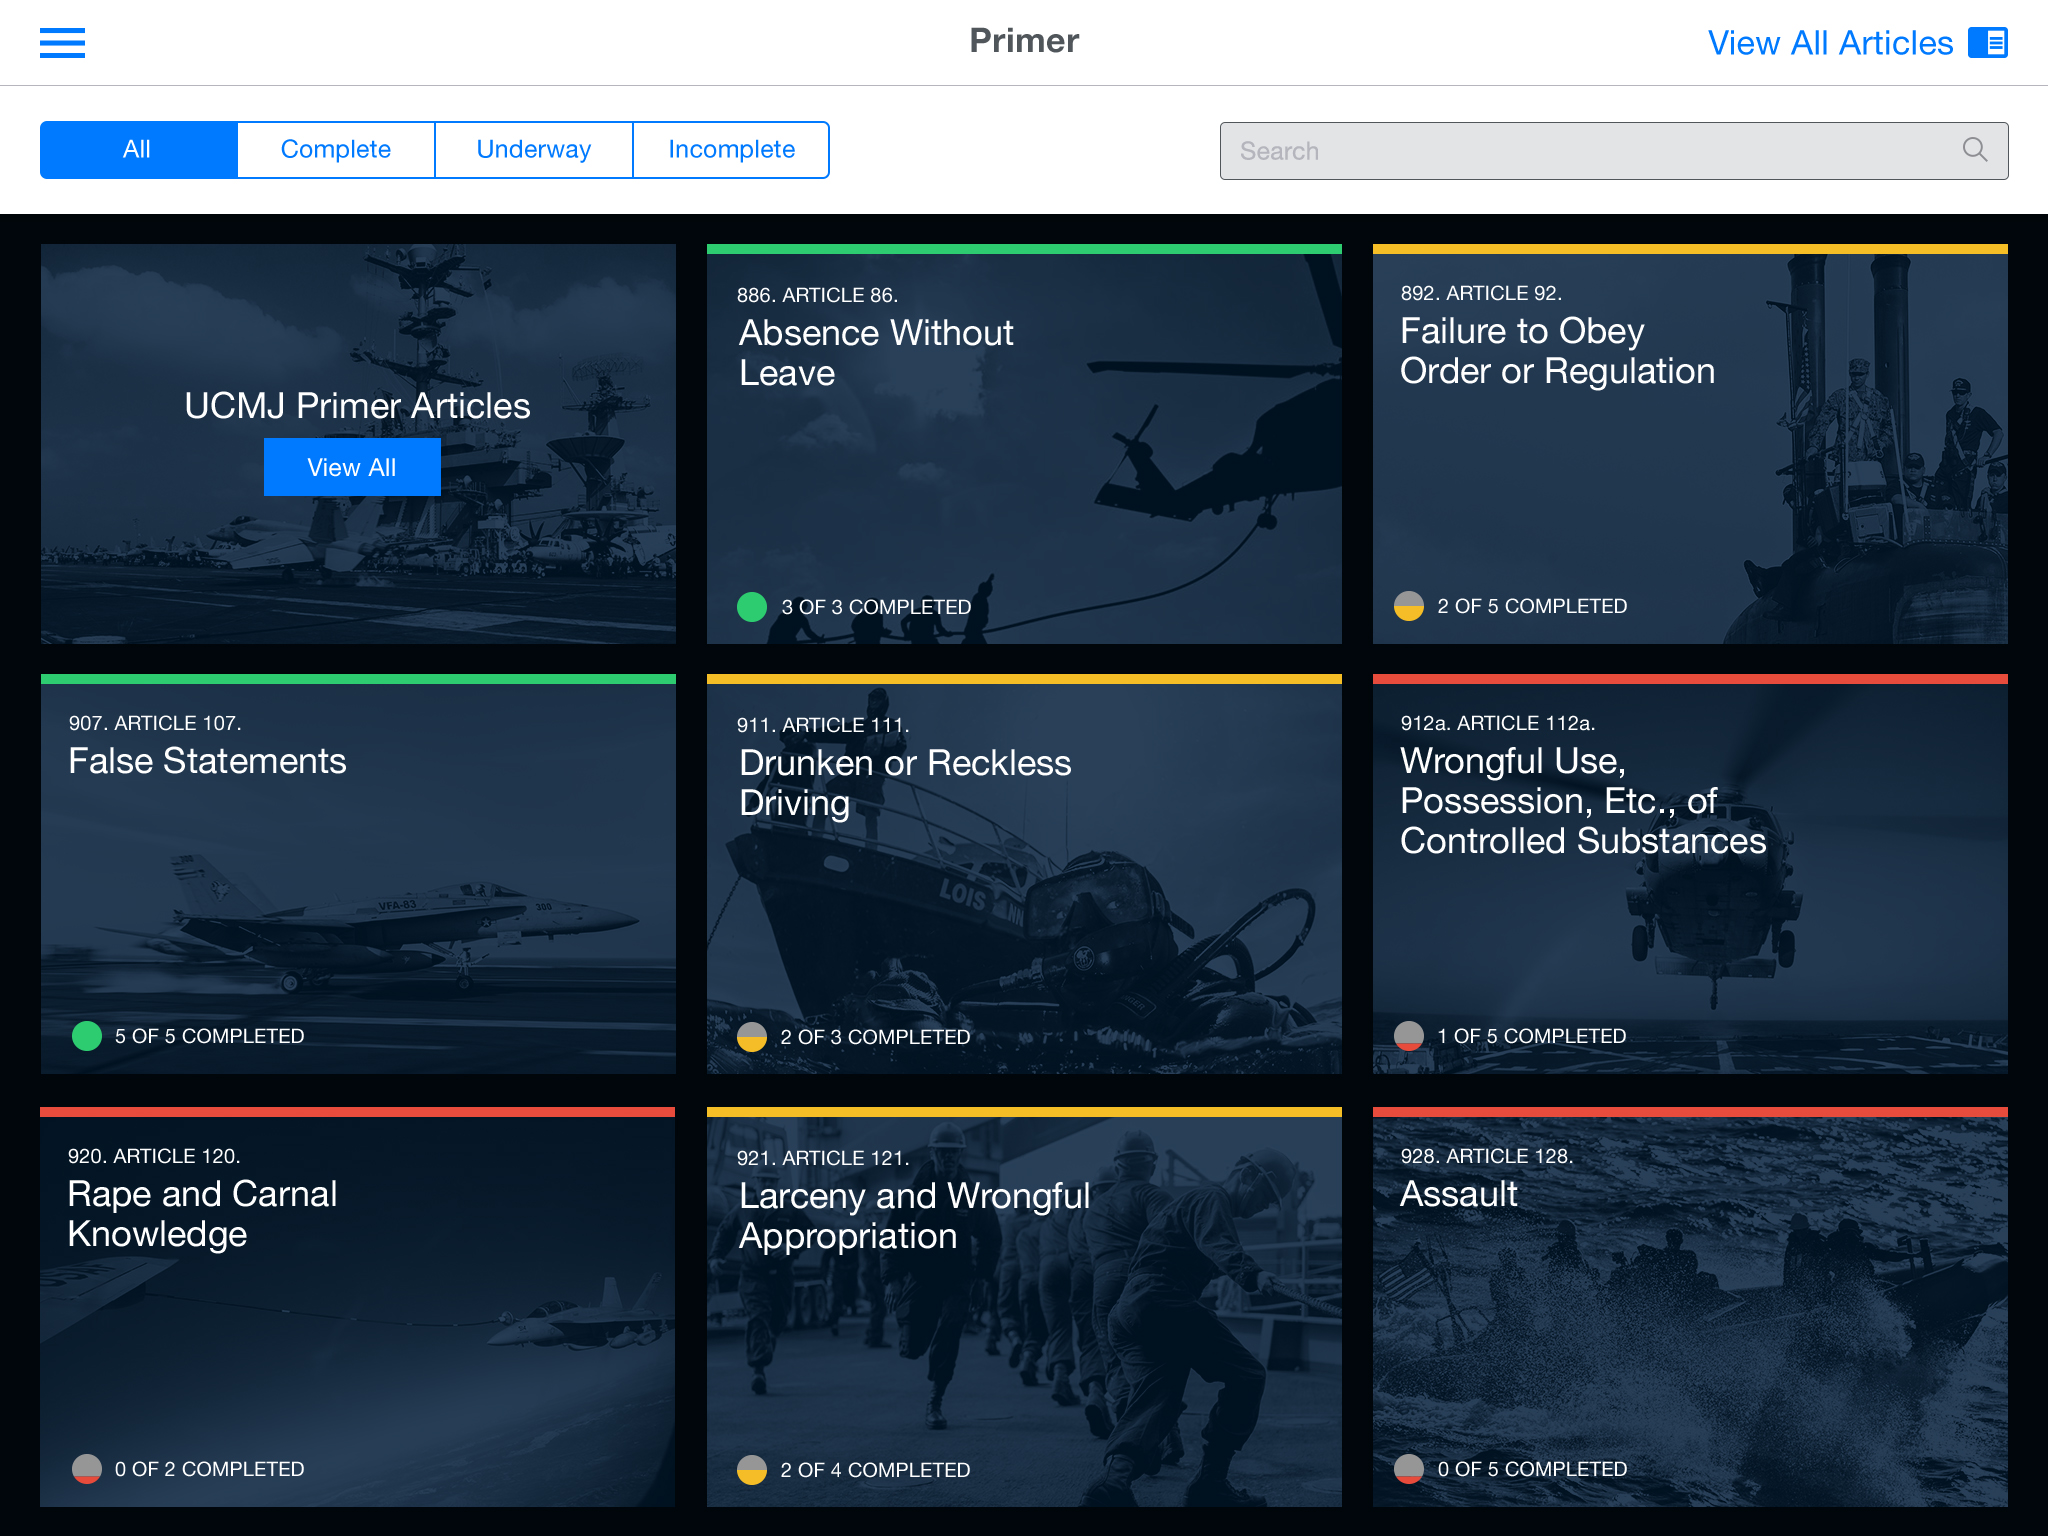 Primer
View All Articles
All
Complete
Underway
Incomplete
Search
UCMJ Primer Articles
View All
886. ARTICLE 86.
Absence Without
Leave
3 OF 3 COMPLETED
892. ARTICLE 92.
Failure to Obey
Order or Regulation
2 OF 5 COMPLETED
907. ARTICLE 107.
False Statements
VFA-83
300
5 OF 5 COMPLETED
911. ARTICLE 111.
Drunken or Reckless
Driving
LOIS
2 OF 3 COMPLETED
912a. ARTICLE 112a.
Wrongful Use,
Possession, Etc., of
Controlled Substances
1 OF 5 COMPLETED
920. ARTICLE 120.
Rape and Carnal
Knowledge
0 OF 2 COMPLETED
921. ARTICLE 121.
Larceny and Wrongful
Appropriation
2 OF 4 COMPLETED
928. ARTICLE 128.
Assault
0 OF 5 COMPLETED